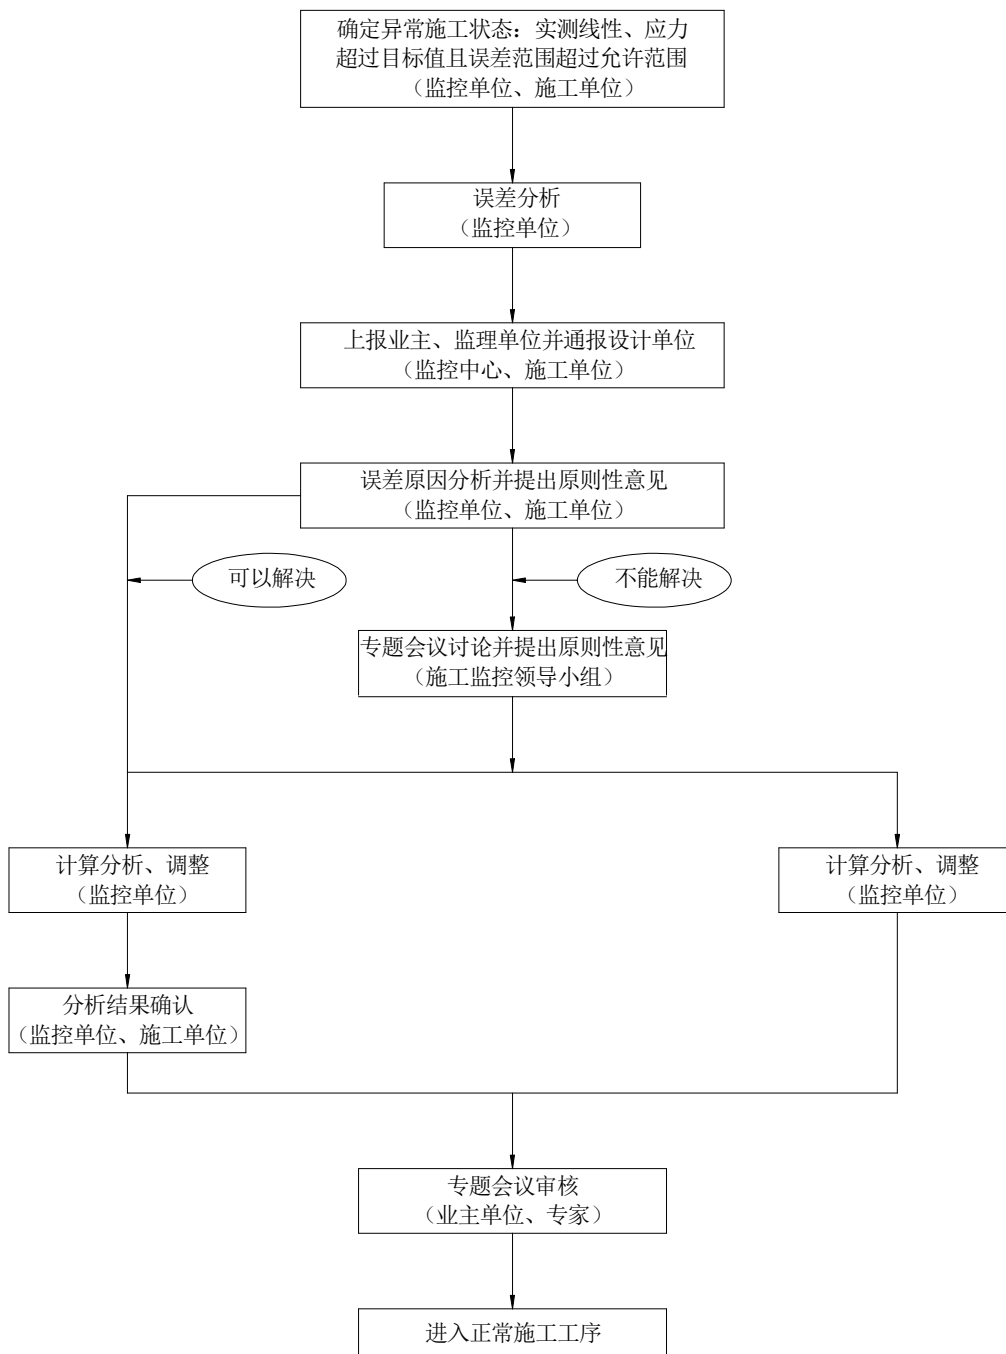 确定异常施工状态：实测线性、应力
超过目标值且误差范围超过允许范围
（监控单位、施工单位）
误差分析
（监控单位）
上报业主、监理单位并通报设计单位
（监控中心、施工单位）
误差原因分析并提出原则性意见
（监控单位、施工单位）
可以解决
不能解决
专题会议讨论并提出原则性意见
（施工监控领导小组）
计算分析、调整
（监控单位）
计算分析、调整
（监控单位）
分析结果确认
（监控单位、施工单位）
专题会议审核
（业主单位、专家）
进入正常施工工序